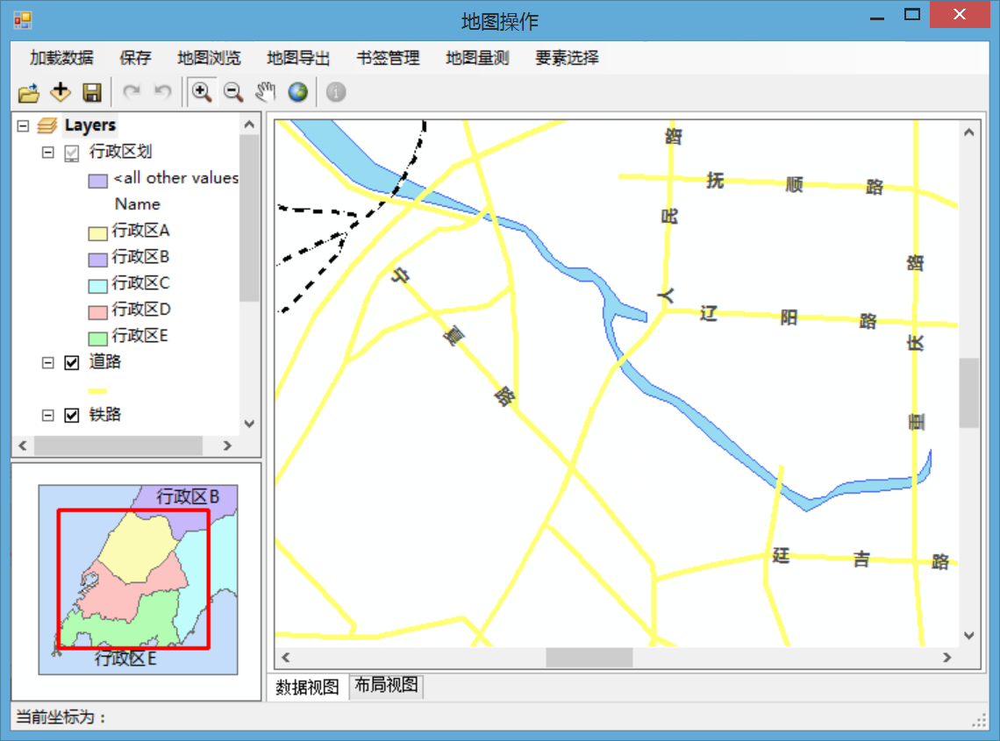 地图操作
加载数据 保存 地图浏览 地图导出 书签管理 地图量测 要素选择
Layers
行政区划
<all other values
Name
行政区A
行政区B
行政区C
行政区D
行政区E
道路
铁路
行政区B
行政区E
抚顺路
人民路
辽阳路
宁夏路
重庆路
延吉路
数据视图 布局视图
当前坐标为：